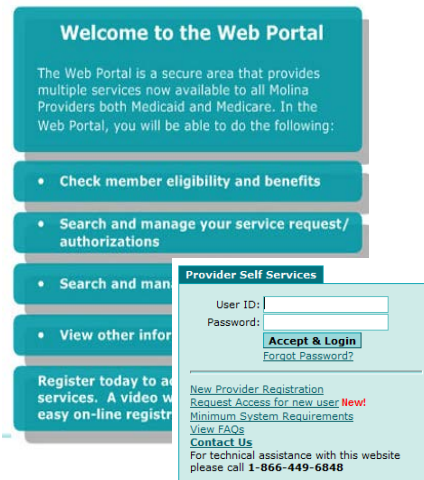 Welcome to the Web Portal
The Web Portal is a secure area that provides
multiple services now available to all Molina
Providers both Medicaid and Medicare. In the
Web Portal, you will be able to do the following:
• Check member eligibility and benefits
• Search and manage your service request/
authorizations
• Search and
• View other
Register today to
services. A video
easy on-line
Provider Self Services
User ID:
Password:
Accept & Login
Forgot Password?
New Provider Registration
Request Access for new user New!
Minimum System Requirements
View FAQs
Contact Us
For technical assistance with this website
please call 1-866-449-6848